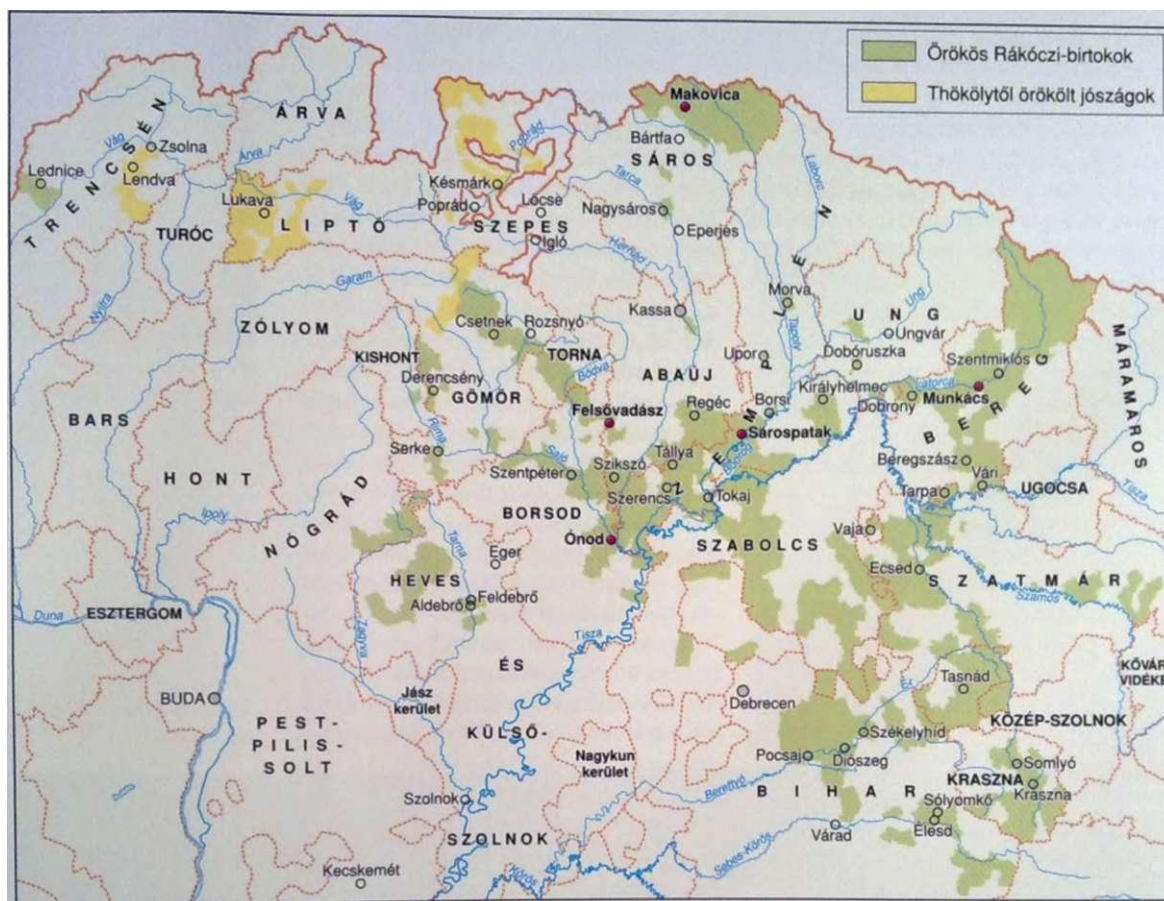 Örökös Rákóczi-birtokok
Thökölytől örökölt jószágok
TRENCSÉN
ÁRVA
Makovica
Bártfa
SÁROS
Vág
Zsolna
Árva
Poprád
Lednice
Lendva
Tarca
Laborc
Lukava
Vág
Késmárk
Poprád
Lócse
Nagysáros
LIPTÓ
SZEPES
TURÓC
Igló
Eperjes
Hernád
Garam
Nyitra
Kassa
Morva
Tapoly
UNG
Ung
Ungvár
ZÓLYOM
Csetnek
Rozsnyó
KISHONT
TORNA
Bódva
Upor
Dobóruszka
Szentmiklós
MÁRAMAROS
Derencsény
GÖMÖR
ABAÚJ
Királyhelmec
Latorca
Munkács
Dobrony
BARS
Felsővadász
Regéc
Borsi
Sárospatak
ZEMPLÉN
BEREG
Rima
Serke
Sajó
Tállya
Bodrog
Beregszász
HONT
Szentpéter
Szikszó
Szerencs
Tokaj
Vári
Tarpa
UGOCSA
Tisza
NÓGRÁD
Ipoly
BORSOD
Ónod
Vaja
SZABOLCS
Tarna
Eger
Ecsed
SZATMÁR
HEVES
Feldebrő
Aldebrő
Szamos
Duna
ESZTERGOM
Zagyva
Tisza
ÉS
KŐVÁR
VIDÉKE
BUDA
Jász
kerület
Debrecen
Ér
Tasnád
KÖZÉP-SZOLNOK
PEST-
PILIS-
SOLT
KÜLSŐ-
Nagykun
kerület
Székelyhíd
Pocsaj
Diószeg
Somlyó
KRASZNA
Kraszna
Berettyó
BIHAR
Szolnok
Sólyomkő
Élesd
Várad
SZOLNOK
Sebes-Körös
Körös
Kecskemét